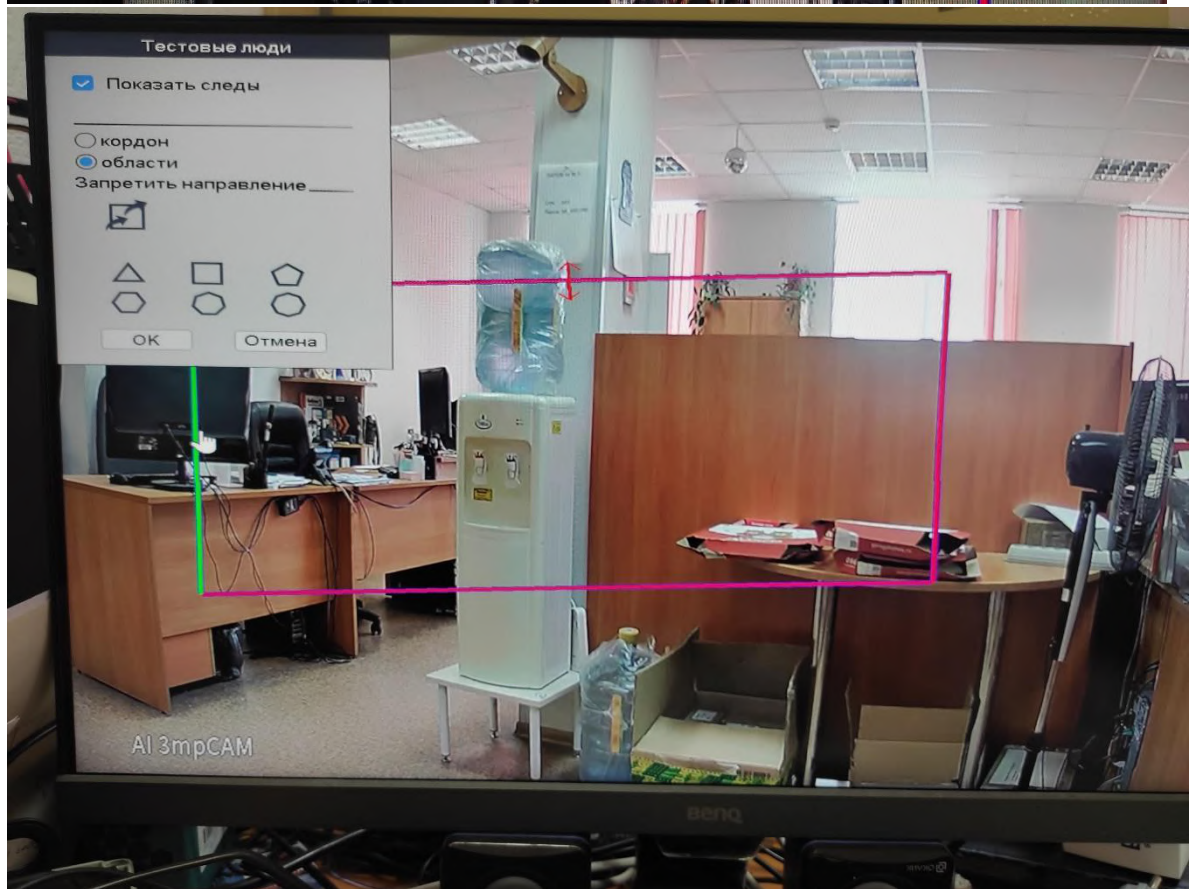 Тестовые люди
Показать следы
кордон
области
Запретить направление
OK
Отмена
AI 3mpCAM
BenQ